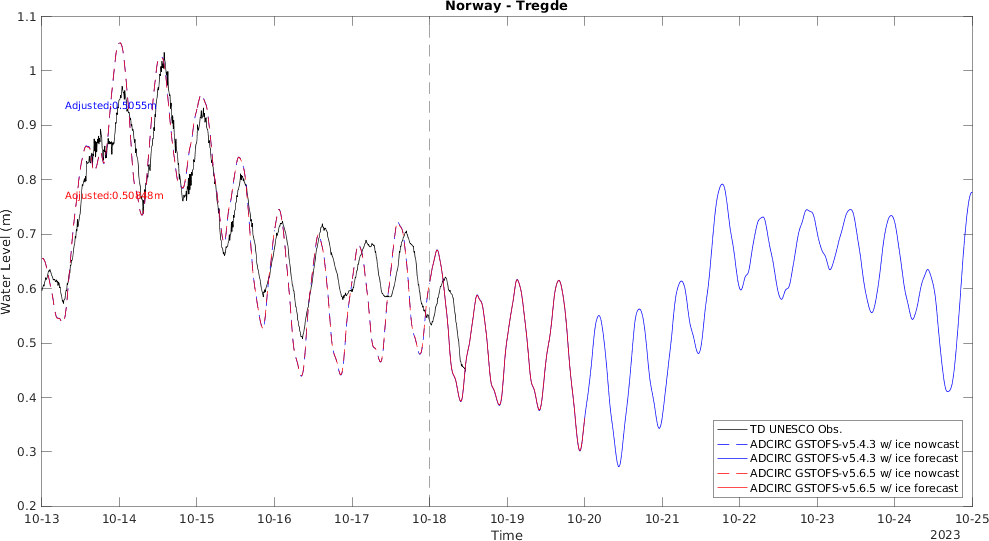 Norway - Tregde
1.1
1
0.9
0.8
0.7
0.6
0.5
0.4
0.3
0.2
Water Level (m)
Adjusted:0.5055m
TD UNESCO Obs.
ADCIRC GSTOFS-v5.4.3 w/ ice nowcast
ADCIRC GSTOFS-v5.4.3 w/ ice forecast
ADCIRC GSTOFS-v5.6.5 w/ ice nowcast
ADCIRC GSTOFS-v5.6.5 w/ ice forecast
10-13 10-14 10-15 10-16 10-17 10-18 10-19 10-20 10-21 10-22 10-23 10-24 10-25
Time
2023